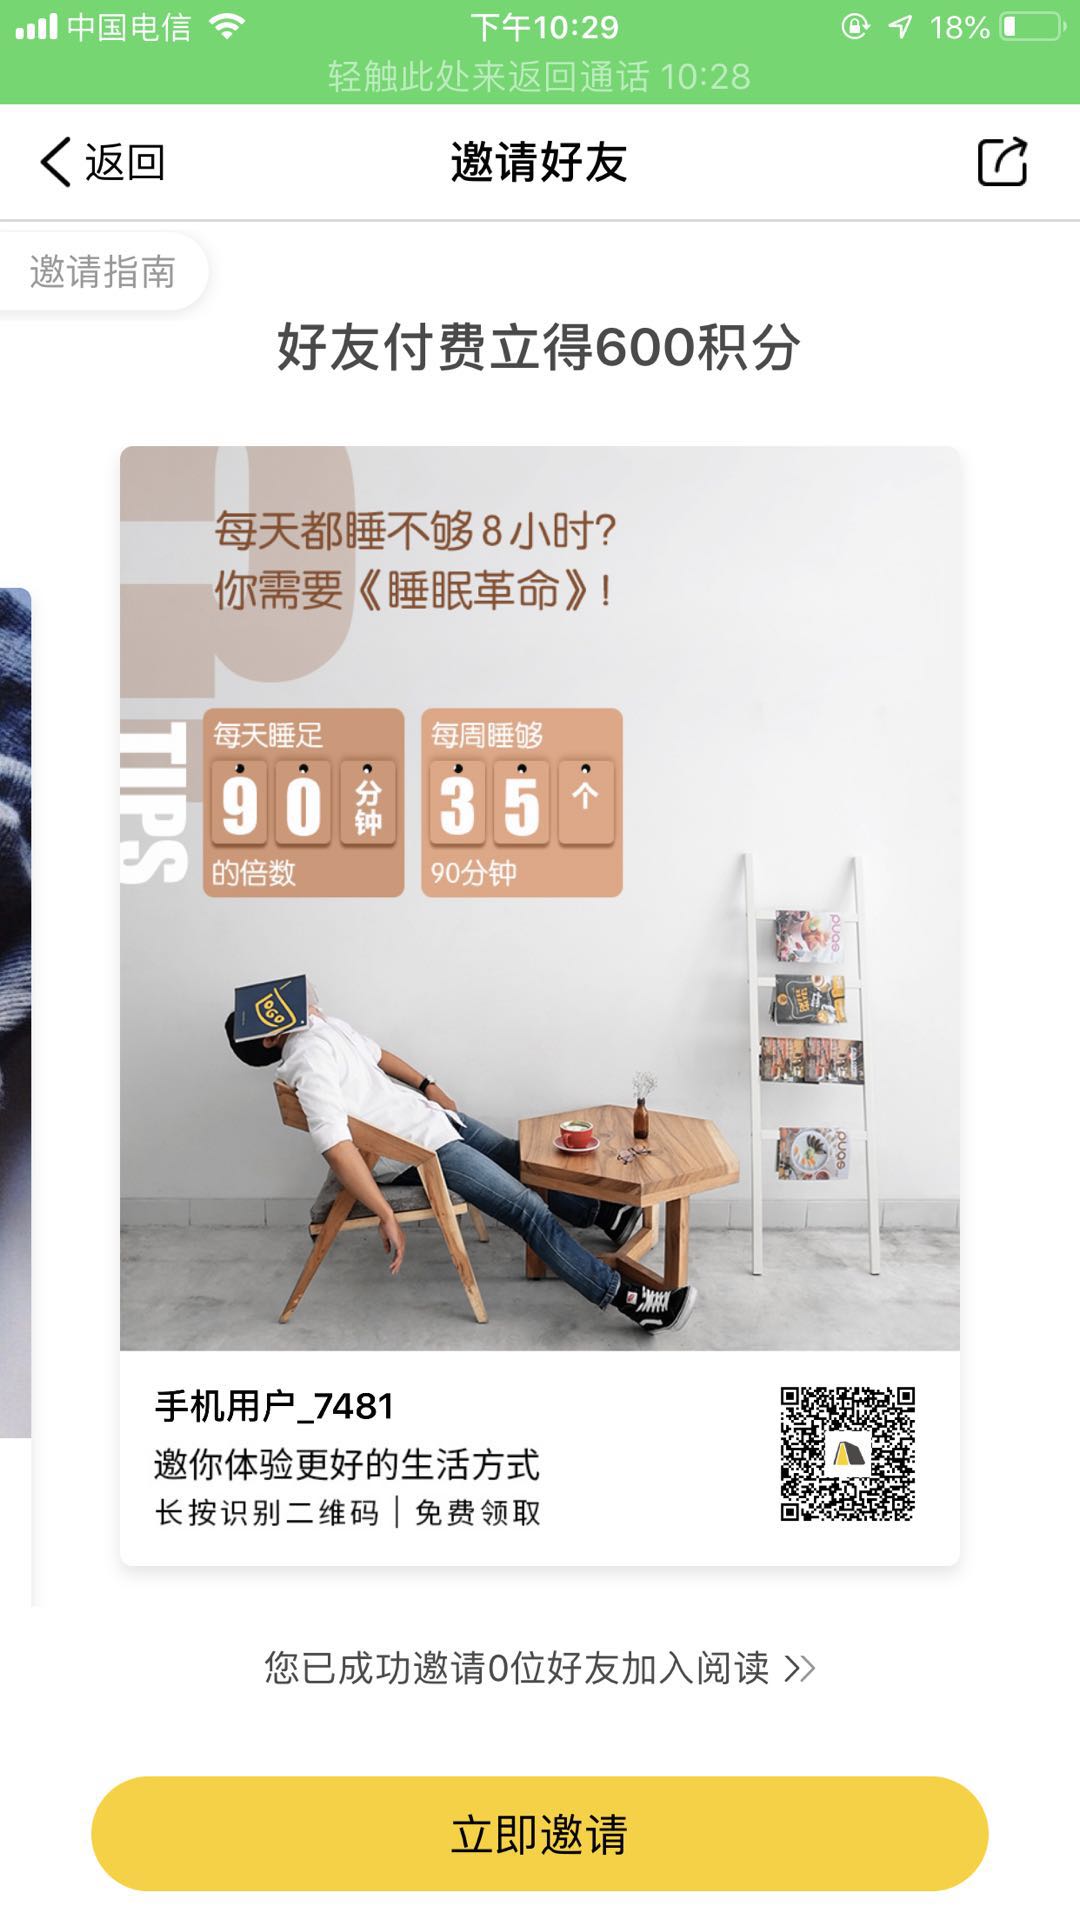 中国电信
下午10:29
18%
轻触此处来返回通话 10:28
返回
邀请好友
邀请指南
好友付费立得600积分
每天都睡不够8小时?
你需要《睡眠革命》!
TIPS
每天睡足
90分钟
的倍数
每周睡够
35个
90分钟
LOGO
手机用户_7481
邀你体验更好的生活方式
长按识别二维码 | 免费领取
您已成功邀请0位好友加入阅读 >>
立即邀请